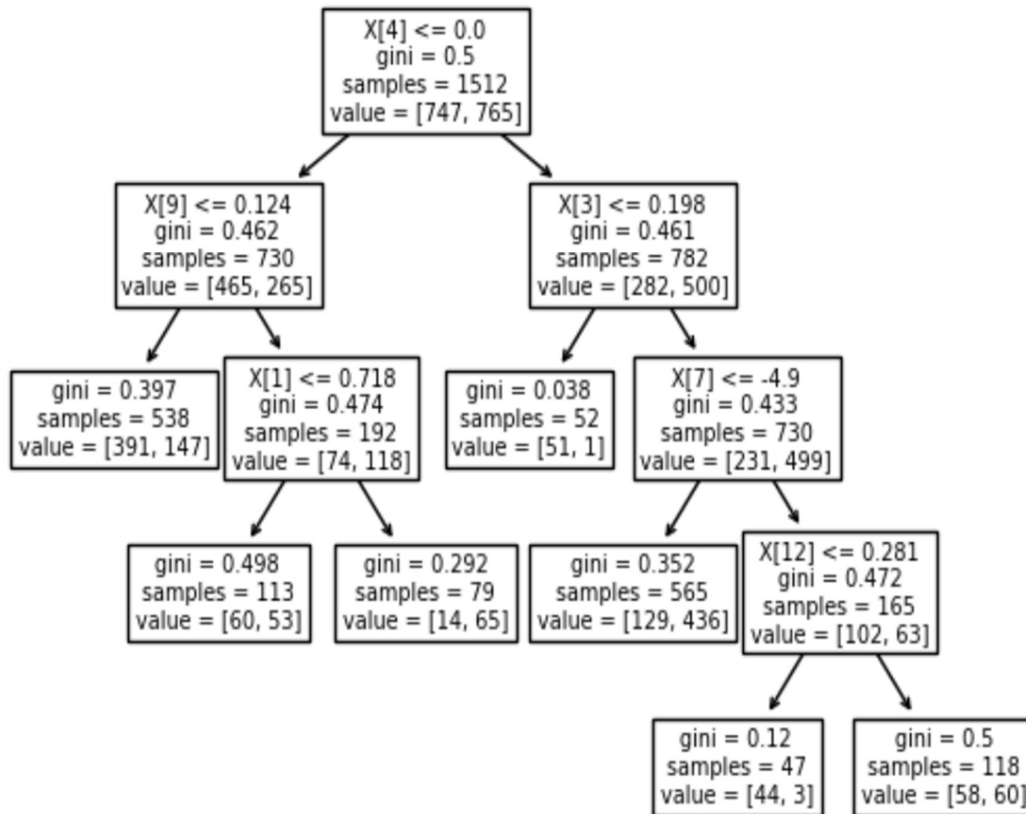 X[4] <= 0.0
gini = 0.5
samples = 1512
value = [747, 765]
X[9] <= 0.124
gini = 0.462
samples = 730
value = [465, 265]
X[3] <= 0.198
gini = 0.461
samples = 782
value = [282, 500]
gini = 0.397
samples = 538
value = [391, 147]
X[1] <= 0.718
gini = 0.474
samples = 192
value = [74, 118]
gini = 0.038
samples = 52
value = [51, 1]
X[7] <= -4.9
gini = 0.433
samples = 730
value = [231, 499]
gini = 0.498
samples = 113
value = [60, 53]
gini = 0.292
samples = 79
value = [14, 65]
gini = 0.352
samples = 565
value = [129, 436]
X[12] <= 0.281
gini = 0.472
samples = 165
value = [102, 63]
gini = 0.12
samples = 47
value = [44, 3]
gini = 0.5
samples = 118
value = [58, 60]